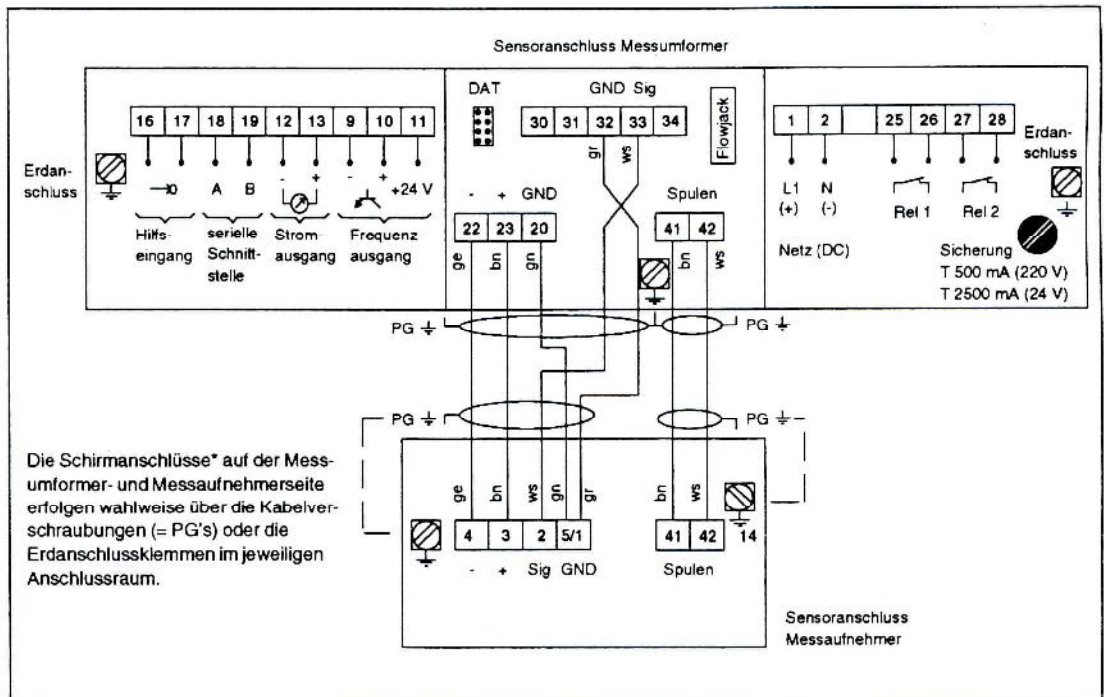 Sensoranschluss Messumformer
DAT
GND Sig
Flowjack
16 17 18 19 12 13 9 10 11
30 31 32 33 34
1 2 25 26 27 28
Erdan-
schluss
A B - + - + +24 V
Hilfs-
eingang
serielle
Schnitt-
stelle
Strom-
ausgang
Frequenz
ausgang
gr ws
- + GND
22 23 20
ge bn gn
Spulen
41 42
bn ws
L1 N
(+) (-)
Rel 1 Rel 2
Erdan-
schluss
Netz (DC)
Sicherung
T 500 mA (220 V)
T 2500 mA (24 V)
PG
PG
PG
PG
Die Schirmanschlüsse* auf der Mess-
umformer- und Messaufnehmerseite
erfolgen wahlweise über die Kabelver-
schraubungen (= PG's) oder die
Erdanschlussklemmen im jeweiligen
Anschlussraum.
ge bn ws gn gr bn ws
4 3 2 5/1 41 42 14
- + Sig GND Spulen
Sensoranschluss
Messaufnehmer